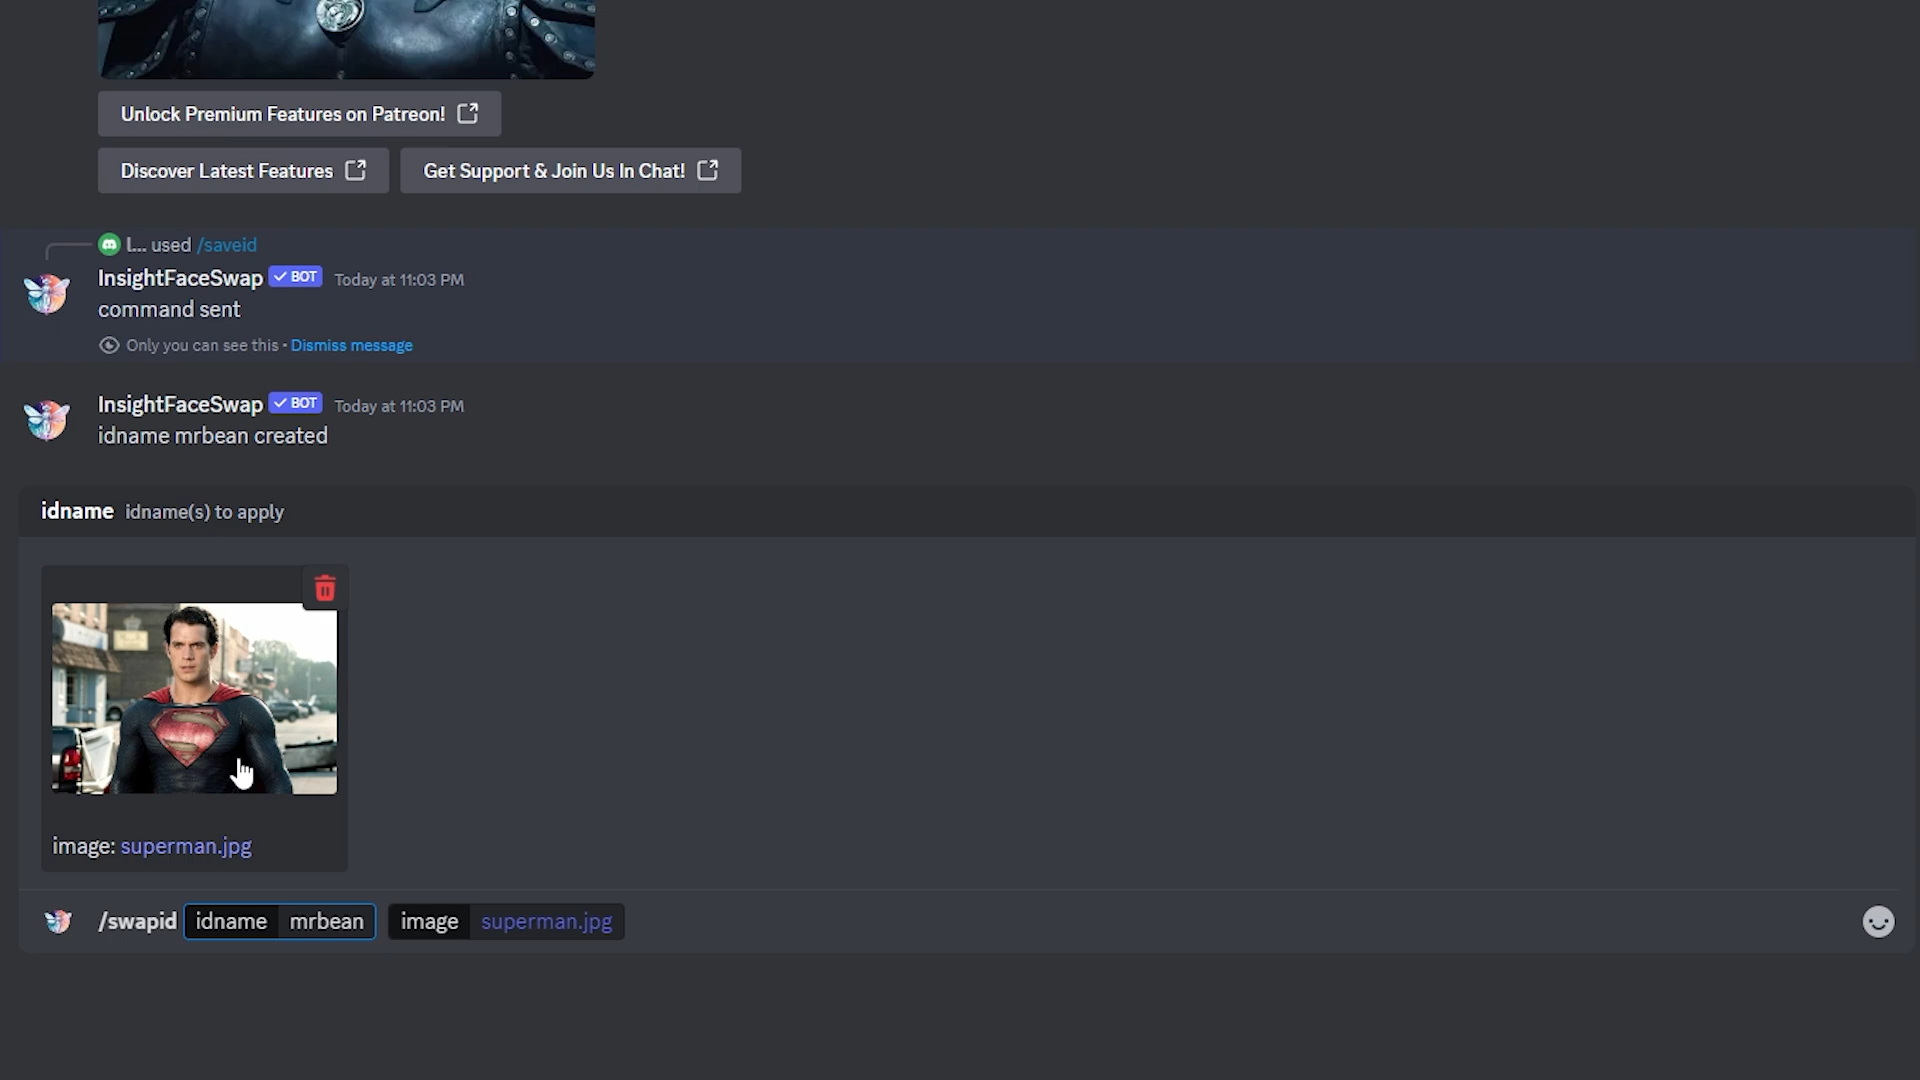 Unlock Premium Features on Patreon!
Discover Latest Features
Get Support & Join Us In Chat!
l... used /saveid
InsightFaceSwap ✓ BOT Today at 11:03 PM
command sent
Only you can see this • Dismiss message
InsightFaceSwap ✓ BOT Today at 11:03 PM
idname mrbean created
idname idname(s) to apply
image: superman.jpg
/swapid idname mrbean image superman.jpg